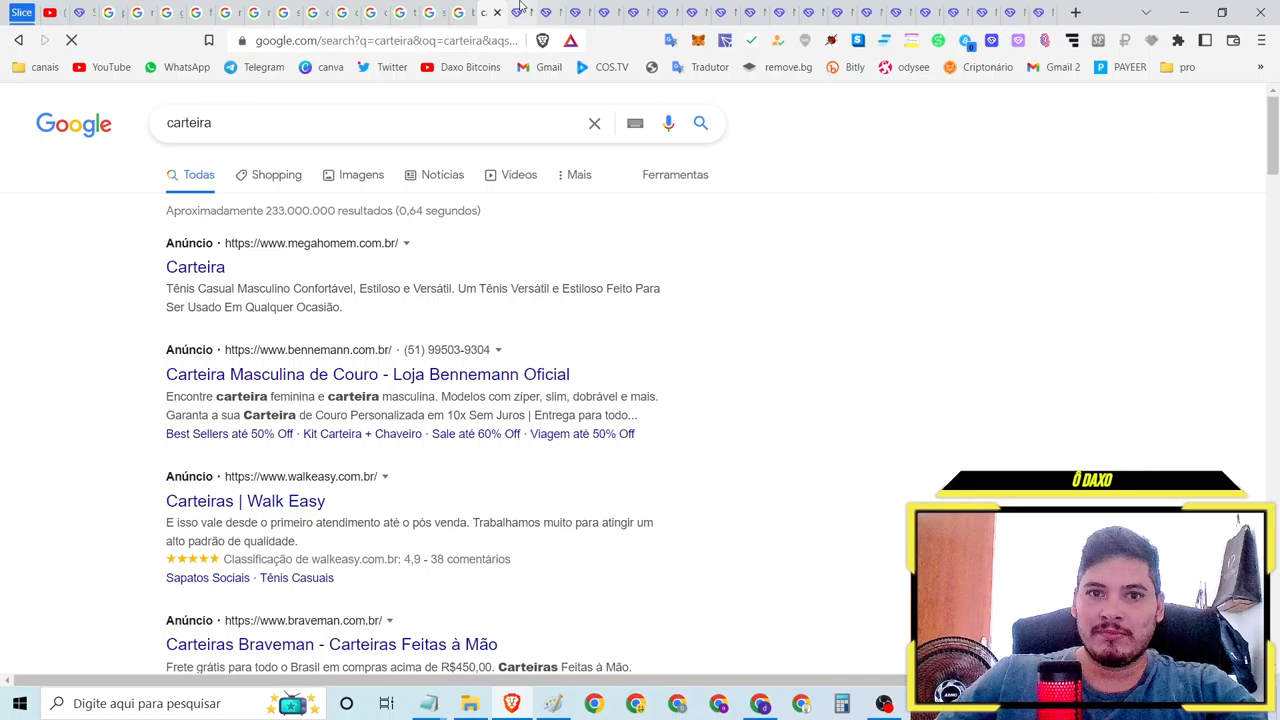 Slice
google.com/search?q=carteira&oq=carteira&aqs...
0
canais
YouTube
WhatsApp
Telegram
canva
Twitter
Daxo Bitcoins
Gmail
COS.TV
Tradutor
remove.bg
Bitly
odysee
Criptonário
Gmail 2
PAYEER
pro
»
Google
carteira
Todas
Shopping
Imagens
Notícias
Vídeos
Mais
Ferramentas
Aproximadamente 233.000.000 resultados (0,64 segundos)
Anúncio · https://www.megahomem.com.br/
Carteira
Tênis Casual Masculino Confortável, Estiloso e Versátil. Um Tênis Versátil e Estiloso Feito Para
Ser Usado Em Qualquer Ocasião.
Anúncio · https://www.bennemann.com.br/ · (51) 99503-9304
Carteira Masculina de Couro - Loja Bennemann Oficial
Encontre carteira feminina e carteira masculina. Modelos com zíper, slim, dobrável e mais.
Garanta a sua Carteira de Couro Personalizada em 10x Sem Juros | Entrega para todo...
Best Sellers até 50% Off · Kit Carteira + Chaveiro · Sale até 60% Off · Viagem até 50% Off
Anúncio · https://www.walkeasy.com.br/
Carteiras | Walk Easy
E isso vale desde o primeiro atendimento até o pós venda. Trabalhamos muito para atingir um
alto padrão de qualidade.
Classificação de walkeasy.com.br: 4,9 - 38 comentários
Sapatos Sociais · Tênis Casuais
Anúncio · https://www.braveman.com.br/
Carteiras Braveman - Carteiras Feitas à Mão
Frete grátis para todo o Brasil em compras acima de R$450,00. Carteiras Feitas à Mão.
Ô DAXO
ARNO
Digite aqui para pesquisar